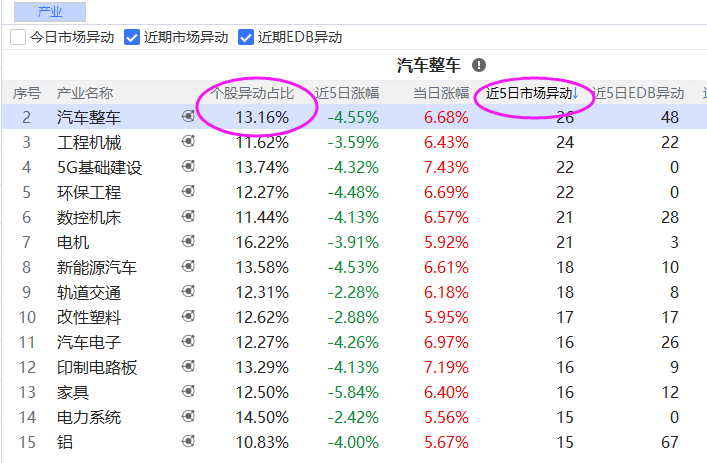 产业
今日市场异动 近期市场异动 近期EDB异动
汽车整车
序号 产业名称 个股异动占比 近5日涨幅 当日涨幅 近5日市场异动↓ 近5日EDB异动
2 汽车整车 13.16% -4.55% 6.68% 26 48
3 工程机械 11.62% -3.59% 6.43% 24 22
4 5G基础建设 13.74% -4.32% 7.43% 22 0
5 环保工程 12.27% -4.48% 6.69% 22 0
6 数控机床 11.44% -4.13% 6.57% 21 28
7 电机 16.22% -3.91% 5.92% 21 3
8 新能源汽车 13.58% -4.53% 6.61% 18 10
9 轨道交通 12.31% -2.28% 6.18% 18 8
10 改性塑料 12.62% -2.88% 5.95% 17 17
11 汽车电子 12.27% -4.26% 6.97% 16 26
12 印制电路板 13.29% -4.13% 7.19% 16 9
13 家具 12.50% -5.84% 6.40% 16 12
14 电力系统 14.50% -2.42% 5.56% 15 0
15 铝 10.83% -4.00% 5.67% 15 67